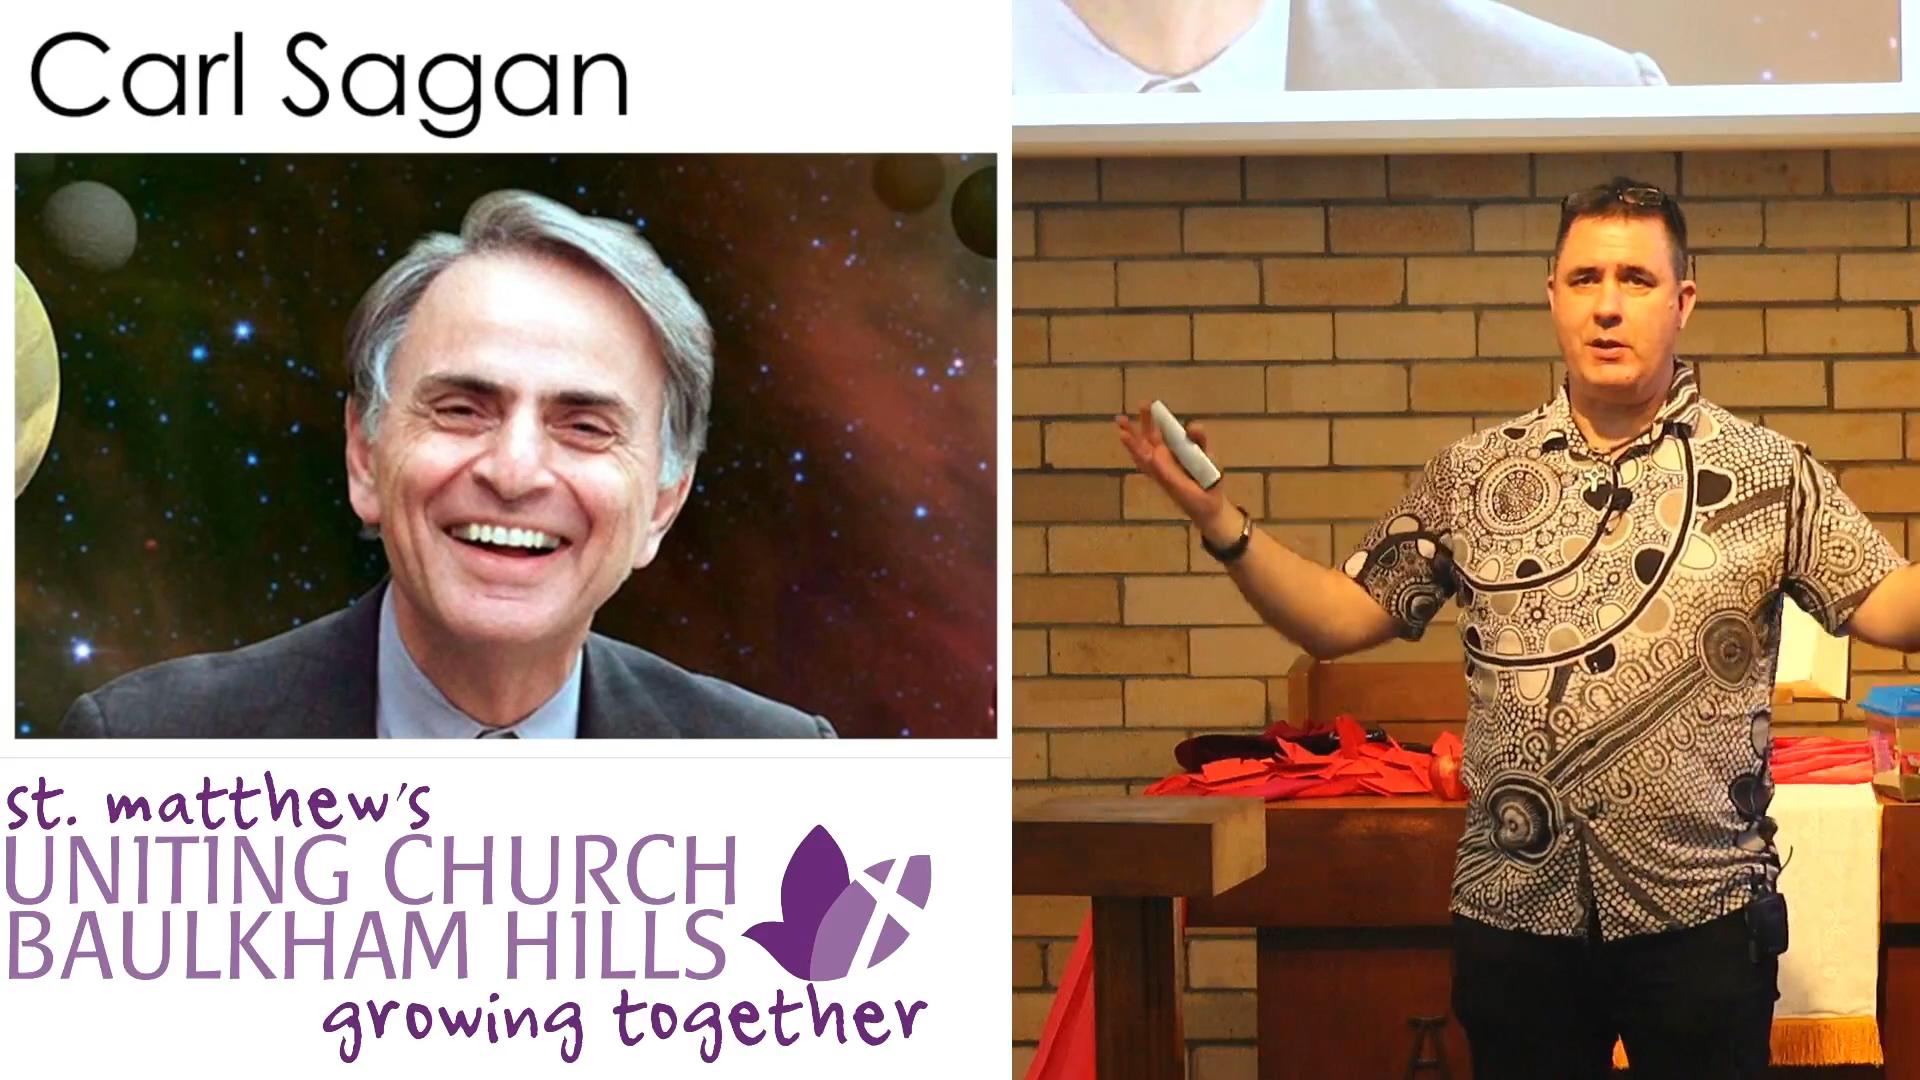 Carl Sagan
st. matthew's
UNITING CHURCH
BAULKHAM HILLS
growing together